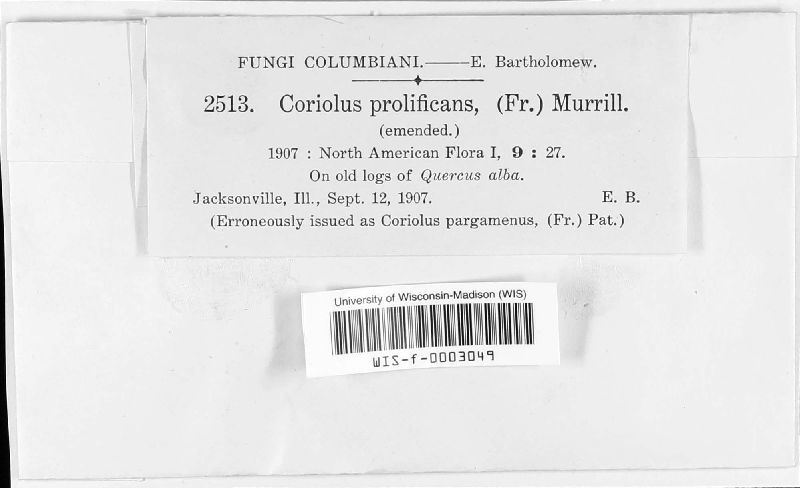 FUNGI COLUMBIANI.——E. Bartholomew.
2513. Coriolus prolificans, (Fr.) Murrill.
(emended.)
1907 : North American Flora I, 9 : 27.
On old logs of Quercus alba.
Jacksonville, Ill., Sept. 12, 1907. E. B.
(Erroneously issued as Coriolus pargamenus, (Fr.) Pat.)
University of Wisconsin-Madison (WIS)
WIS-f-0003049